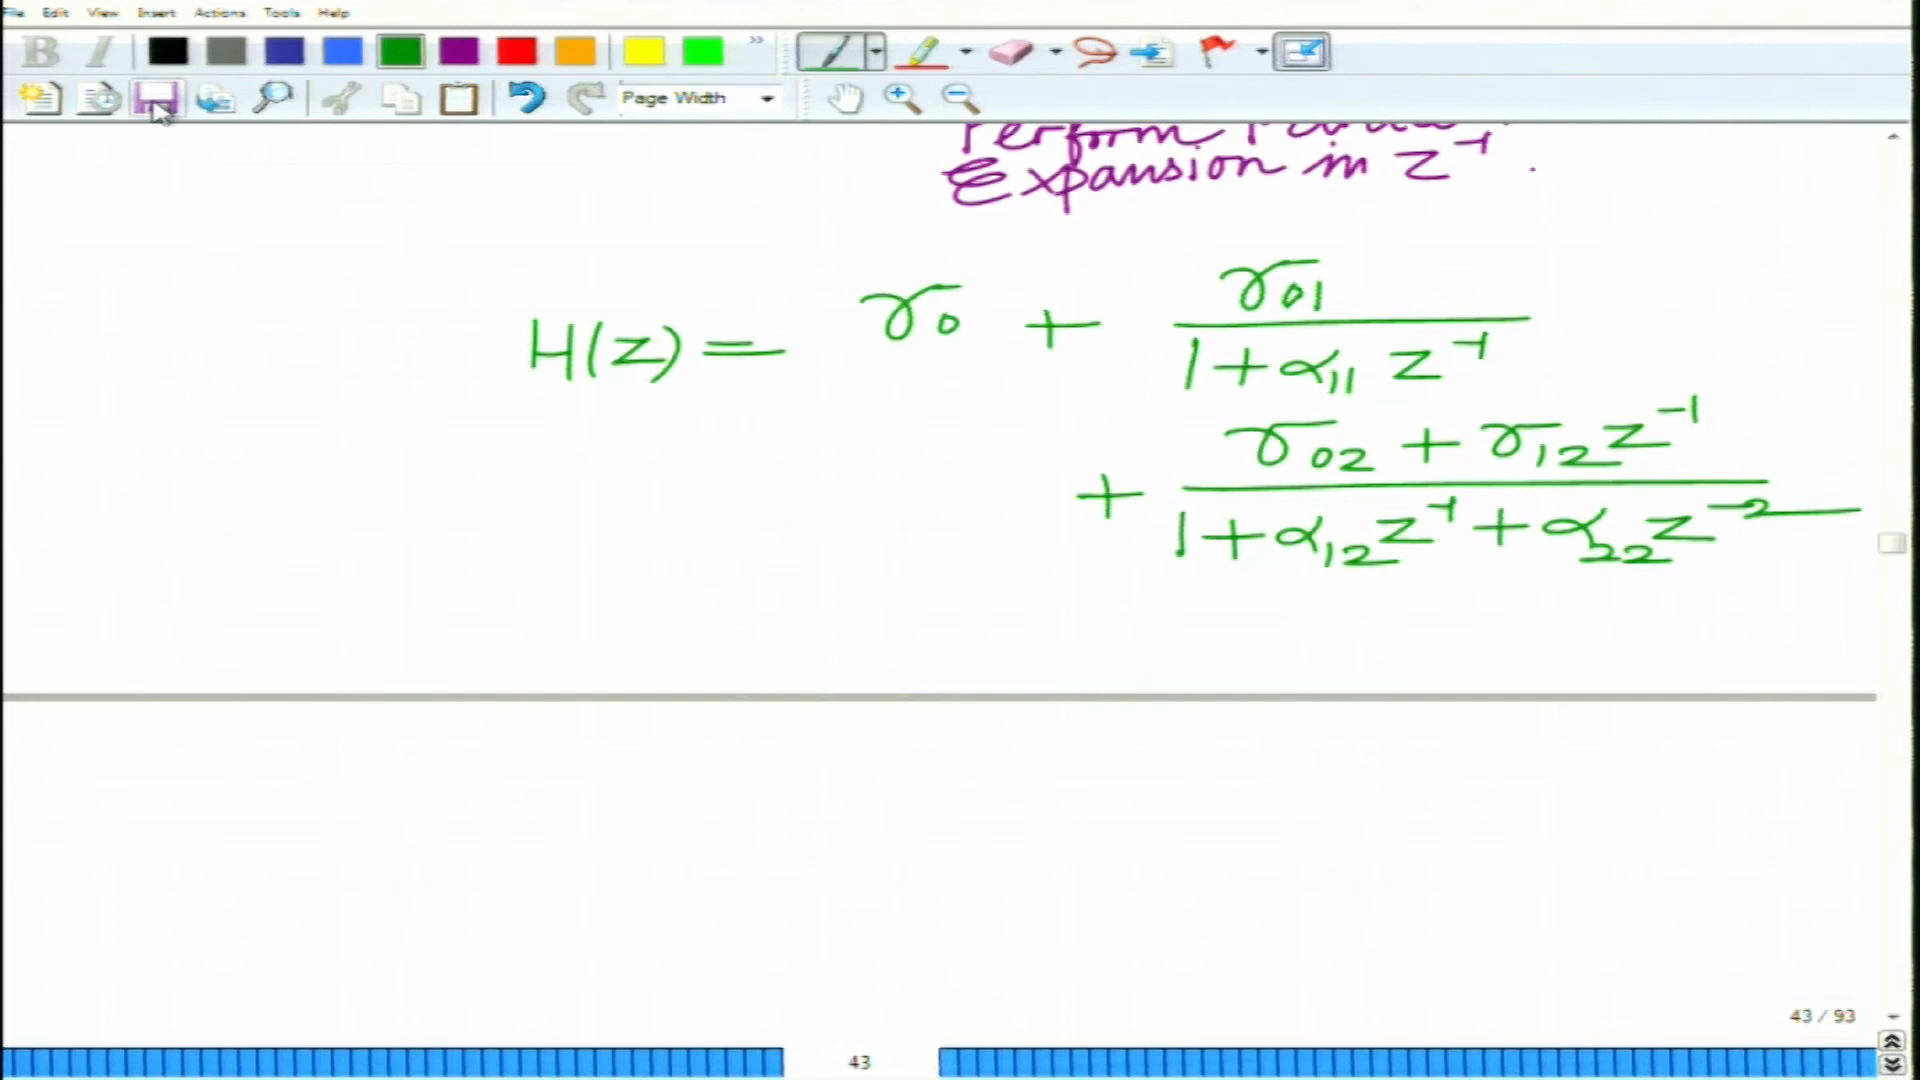 File Edit View Insert Actions Tools Help
B I
Page Width
Perform
Expansion in z⁻¹.
H(z) = γ₀ + γ₀₁ / (1 + α₁₁ z⁻¹)
+ (γ₀₂ + γ₁₂ z⁻¹) / (1 + α₁₂ z⁻¹ + α₂₂ z⁻²)
43 / 93
43